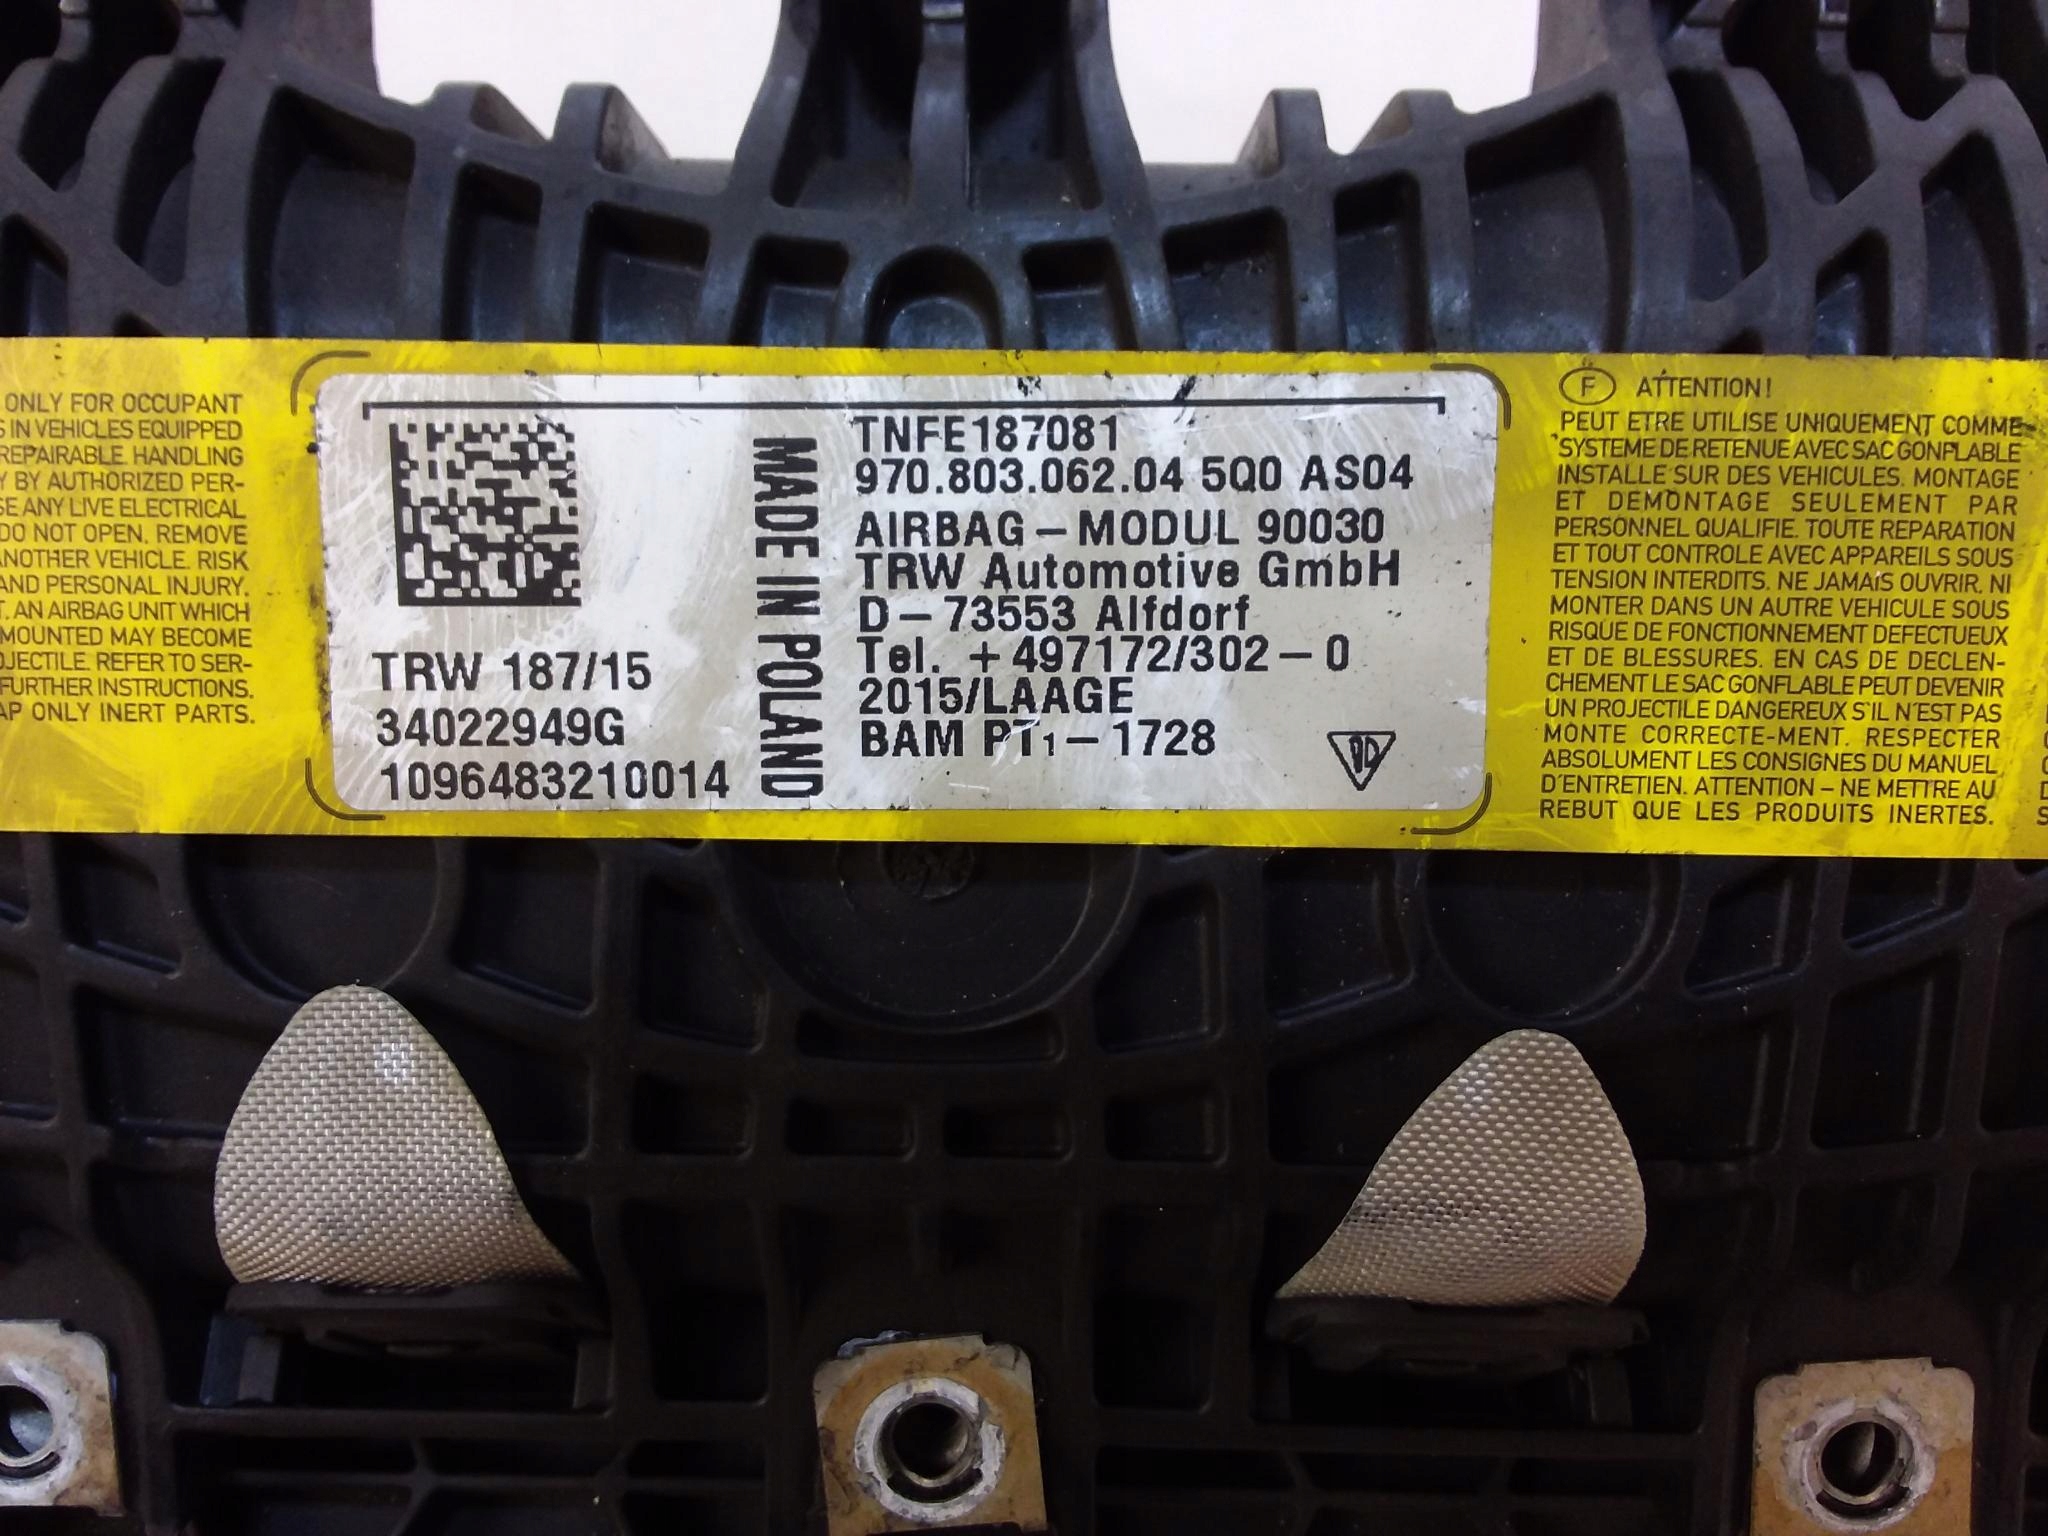 ONLY FOR OCCUPANT
IN VEHICLES EQUIPPED
REPAIRABLE. HANDLING
BY AUTHORIZED PER-
ANY LIVE ELECTRICAL
DO NOT OPEN. REMOVE
ANOTHER VEHICLE. RISK
AND PERSONAL INJURY.
AN AIRBAG UNIT WHICH
MOUNTED MAY BECOME
REFER TO SER-
FURTHER INSTRUCTIONS.
ONLY INERT PARTS.
TRW 187/15
34022949G
1096483210014
MADE IN POLAND
TNFE187081
970.803.062.04 5Q0 AS04
AIRBAG – MODUL 90030
TRW Automotive GmbH
D – 73553 Alfdorf
Tel. +497172/302 – 0
2015/LAAGE
BAM PT1 – 1728
F ATTENTION!
PEUT ETRE UTILISE UNIQUEMENT COMME
SYSTEME DE RETENUE AVEC SAC GONFLABLE
INSTALLE SUR DES VEHICULES. MONTAGE
ET DEMONTAGE SEULEMENT PAR
PERSONNEL QUALIFIE. TOUTE REPARATION
ET TOUT CONTROLE AVEC APPAREILS SOUS
TENSION INTERDITS. NE JAMAIS OUVRIR, NI
MONTER DANS UN AUTRE VEHICULE SOUS
RISQUE DE FONCTIONNEMENT DEFECTUEUX
ET DE BLESSURES. EN CAS DE DECLEN-
CHEMENT LE SAC GONFLABLE PEUT DEVENIR
UN PROJECTILE DANGEREUX S'IL N'EST PAS
MONTE CORRECTE-MENT. RESPECTER
ABSOLUMENT LES CONSIGNES DU MANUEL
D'ENTRETIEN. ATTENTION – NE METTRE AU
REBUT QUE LES PRODUITS INERTES.